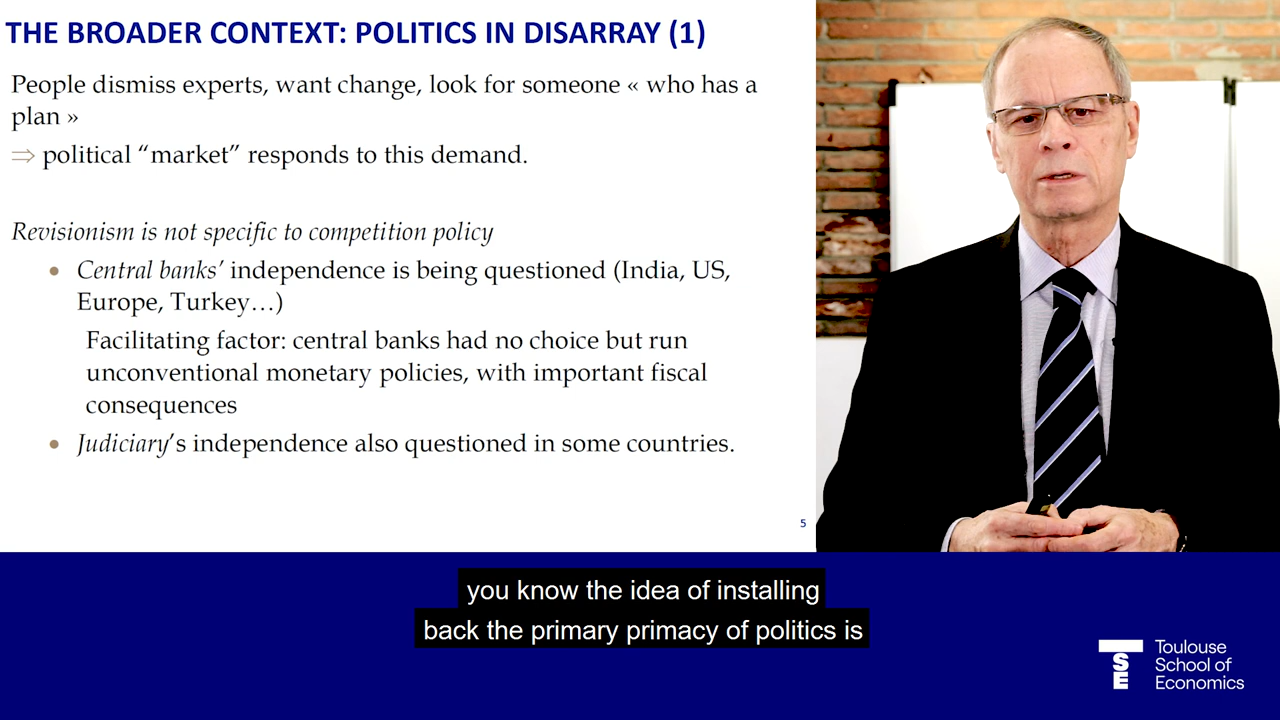 THE BROADER CONTEXT: POLITICS IN DISARRAY (1)
People dismiss experts, want change, look for someone « who has a
plan »
⇒ political “market” responds to this demand.
Revisionism is not specific to competition policy
• Central banks’ independence is being questioned (India, US,
Europe, Turkey…)
Facilitating factor: central banks had no choice but run
unconventional monetary policies, with important fiscal
consequences
• Judiciary’s independence also questioned in some countries.
5
you know the idea of installing
back the primary primacy of politics is
TSE
Toulouse
School of
Economics